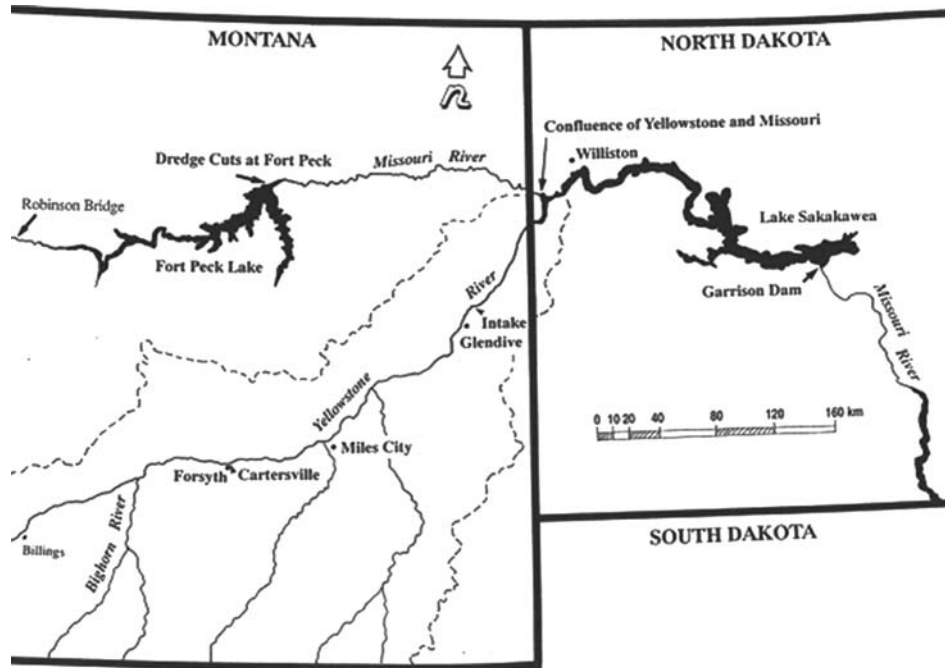 MONTANA
NORTH DAKOTA
Confluence of Yellowstone and Missouri
Williston
Dredge Cuts at Fort Peck
Missouri River
Robinson Bridge
Lake Sakakawea
Fort Peck Lake
Garrison Dam
River
Intake
Glendive
Missouri River
Yellowstone
0 10 20 40 80 120 160 km
Miles City
Forsyth Cartersville
Billings
Bighorn River
SOUTH DAKOTA